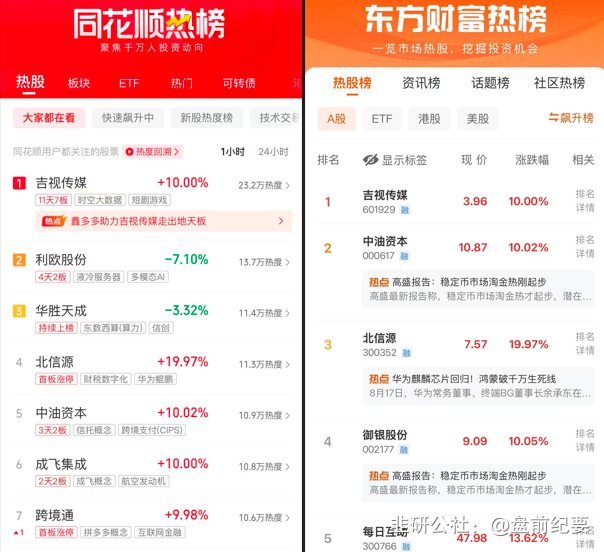 同花顺热榜
聚焦千万人投资动向
热股 板块 ETF 热门 可转债
大家都在看 快速飙升中 新股热度榜 技术交易
同花顺用户都关注的股票 热度回溯 > 1小时 24小时
1 吉视传媒 +10.00% 23.2万热度 >
11天7板 时空大数据 短剧游戏
热点 鑫多多助力吉视传媒走出地天板 >
2 利欧股份 -7.10% 13.7万热度 >
4天2板 液冷服务器 多模态AI
3 华胜天成 -3.32% 11.4万热度 >
持续上榜 东数西算(算力) 信创
4 北信源 +19.97% 11.3万热度 >
首板涨停 财税数字化 华为鲲鹏
5 中油资本 +10.02% 10.9万热度 >
3天2板 信托概念 跨境支付(CIPS)
6 成飞集成 +10.00% 10.8万热度 >
2天2板 成飞概念 航空发动机
7 跨境通 +9.98% 10.6万热度 >
▲1 首板涨停 拼多多概念 互联网金融
东方财富热榜
一览市场热股，挖掘投资机会
热股榜 资讯榜 话题榜 社区热榜
A股 ETF 港股 美股 飙升榜
排名 显示标签 现价 涨跌幅 相关
1 吉视传媒 3.96 10.00% 排名
601929 融 详情
2 中油资本 10.87 10.02% 排名
000617 融 详情
热点 高盛报告：稳定币市场淘金热刚起步
高盛最新报告称，稳定币市场淘金热才起步，潜在...
3 北信源 7.57 19.97% 排名
300352 融 详情
热点 华为麒麟芯片回归！鸿蒙破千万生死线
8月17日，华为常务董事、终端BG董事长余承东在...
4 御银股份 9.09 10.05% 排名
002177 融 详情
热点 高盛报告：稳定币市场淘金热刚起步
高盛最新报告称，稳定币市场淘金热才起步，潜在...
韭研公社：@盘前纪要
5 每日互动 47.98 13.62% 排名
300766 融 详情